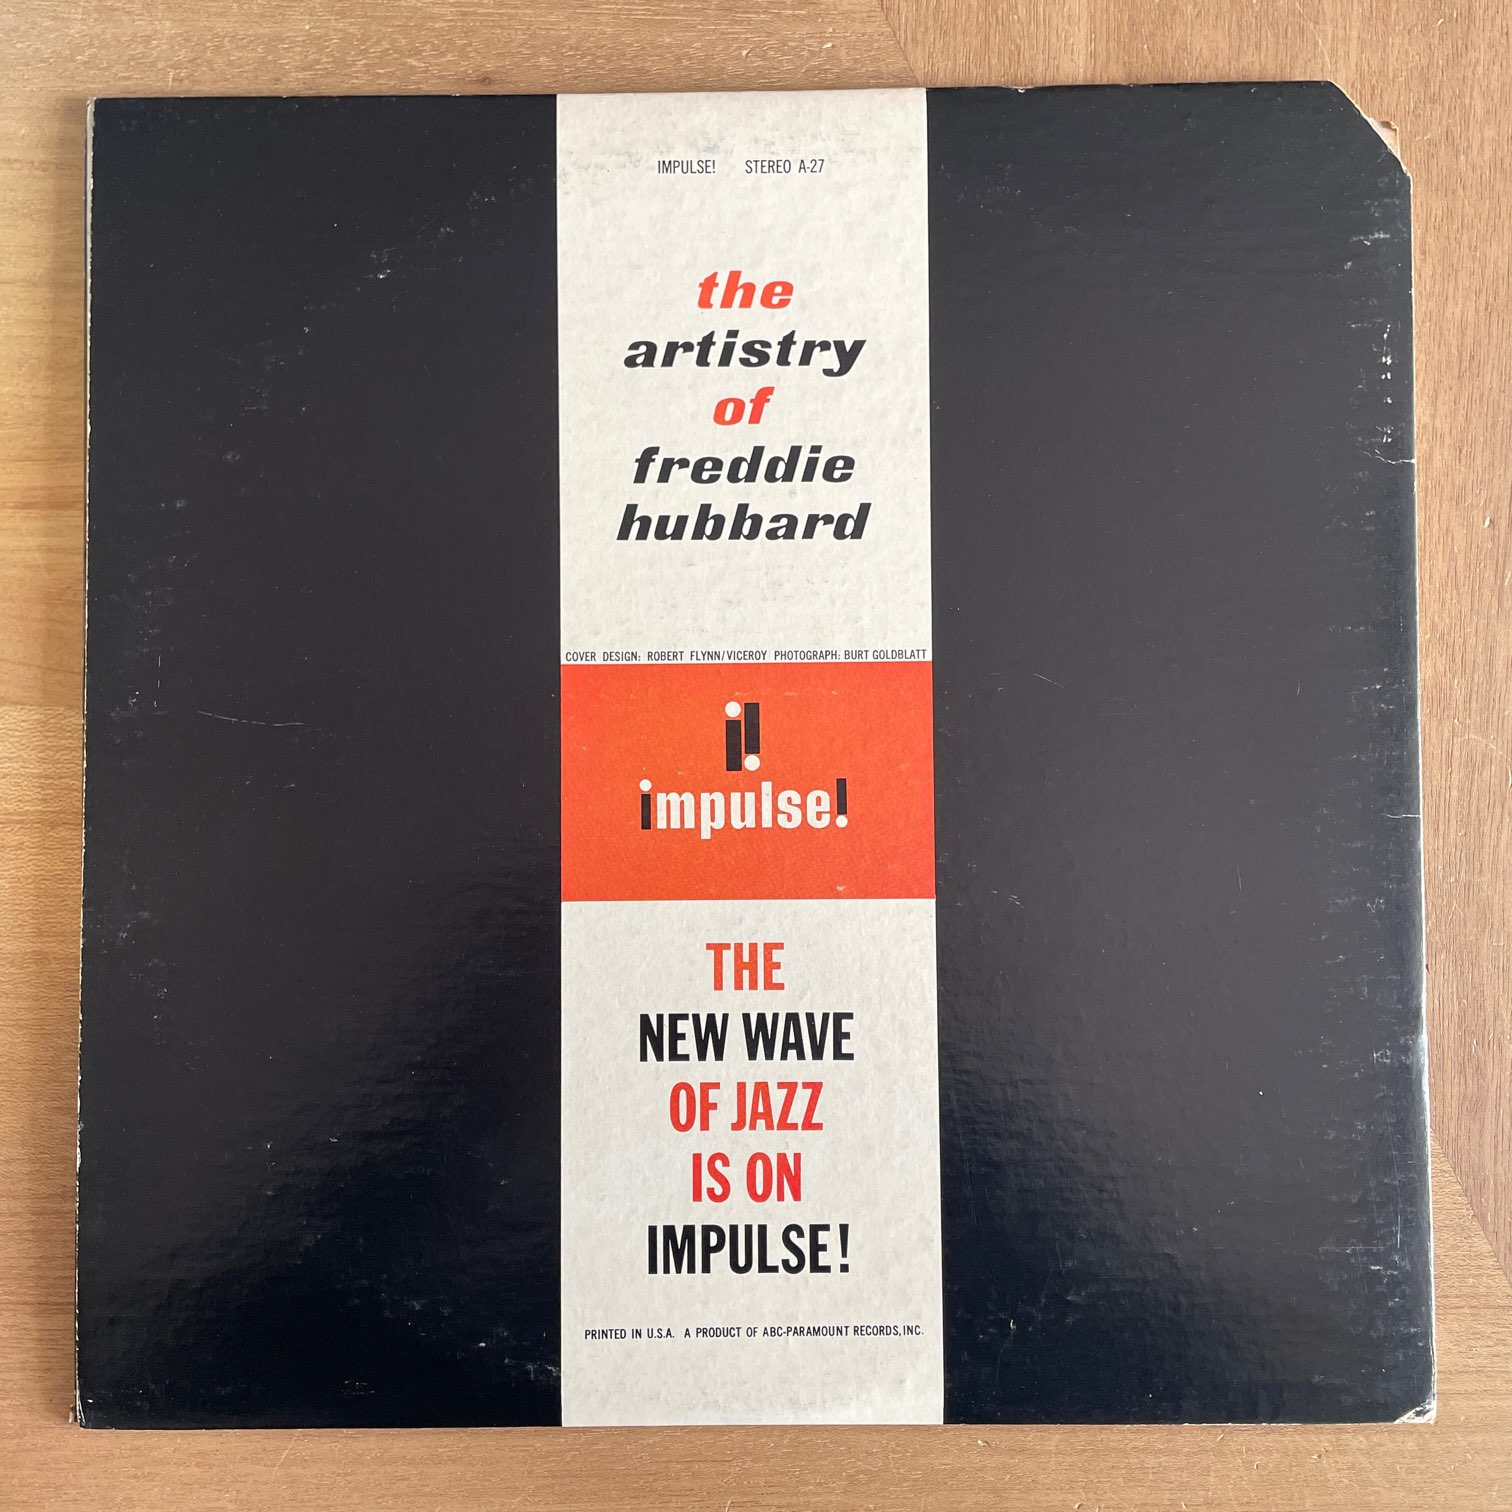 IMPULSE! STEREO A-27
the
artistry
of
freddie
hubbard
COVER DESIGN: ROBERT FLYNN/VICEROY PHOTOGRAPH: BURT GOLDBLATT
i!
impulse!
THE
NEW WAVE
OF JAZZ
IS ON
IMPULSE!
PRINTED IN U.S.A. A PRODUCT OF ABC-PARAMOUNT RECORDS, INC.